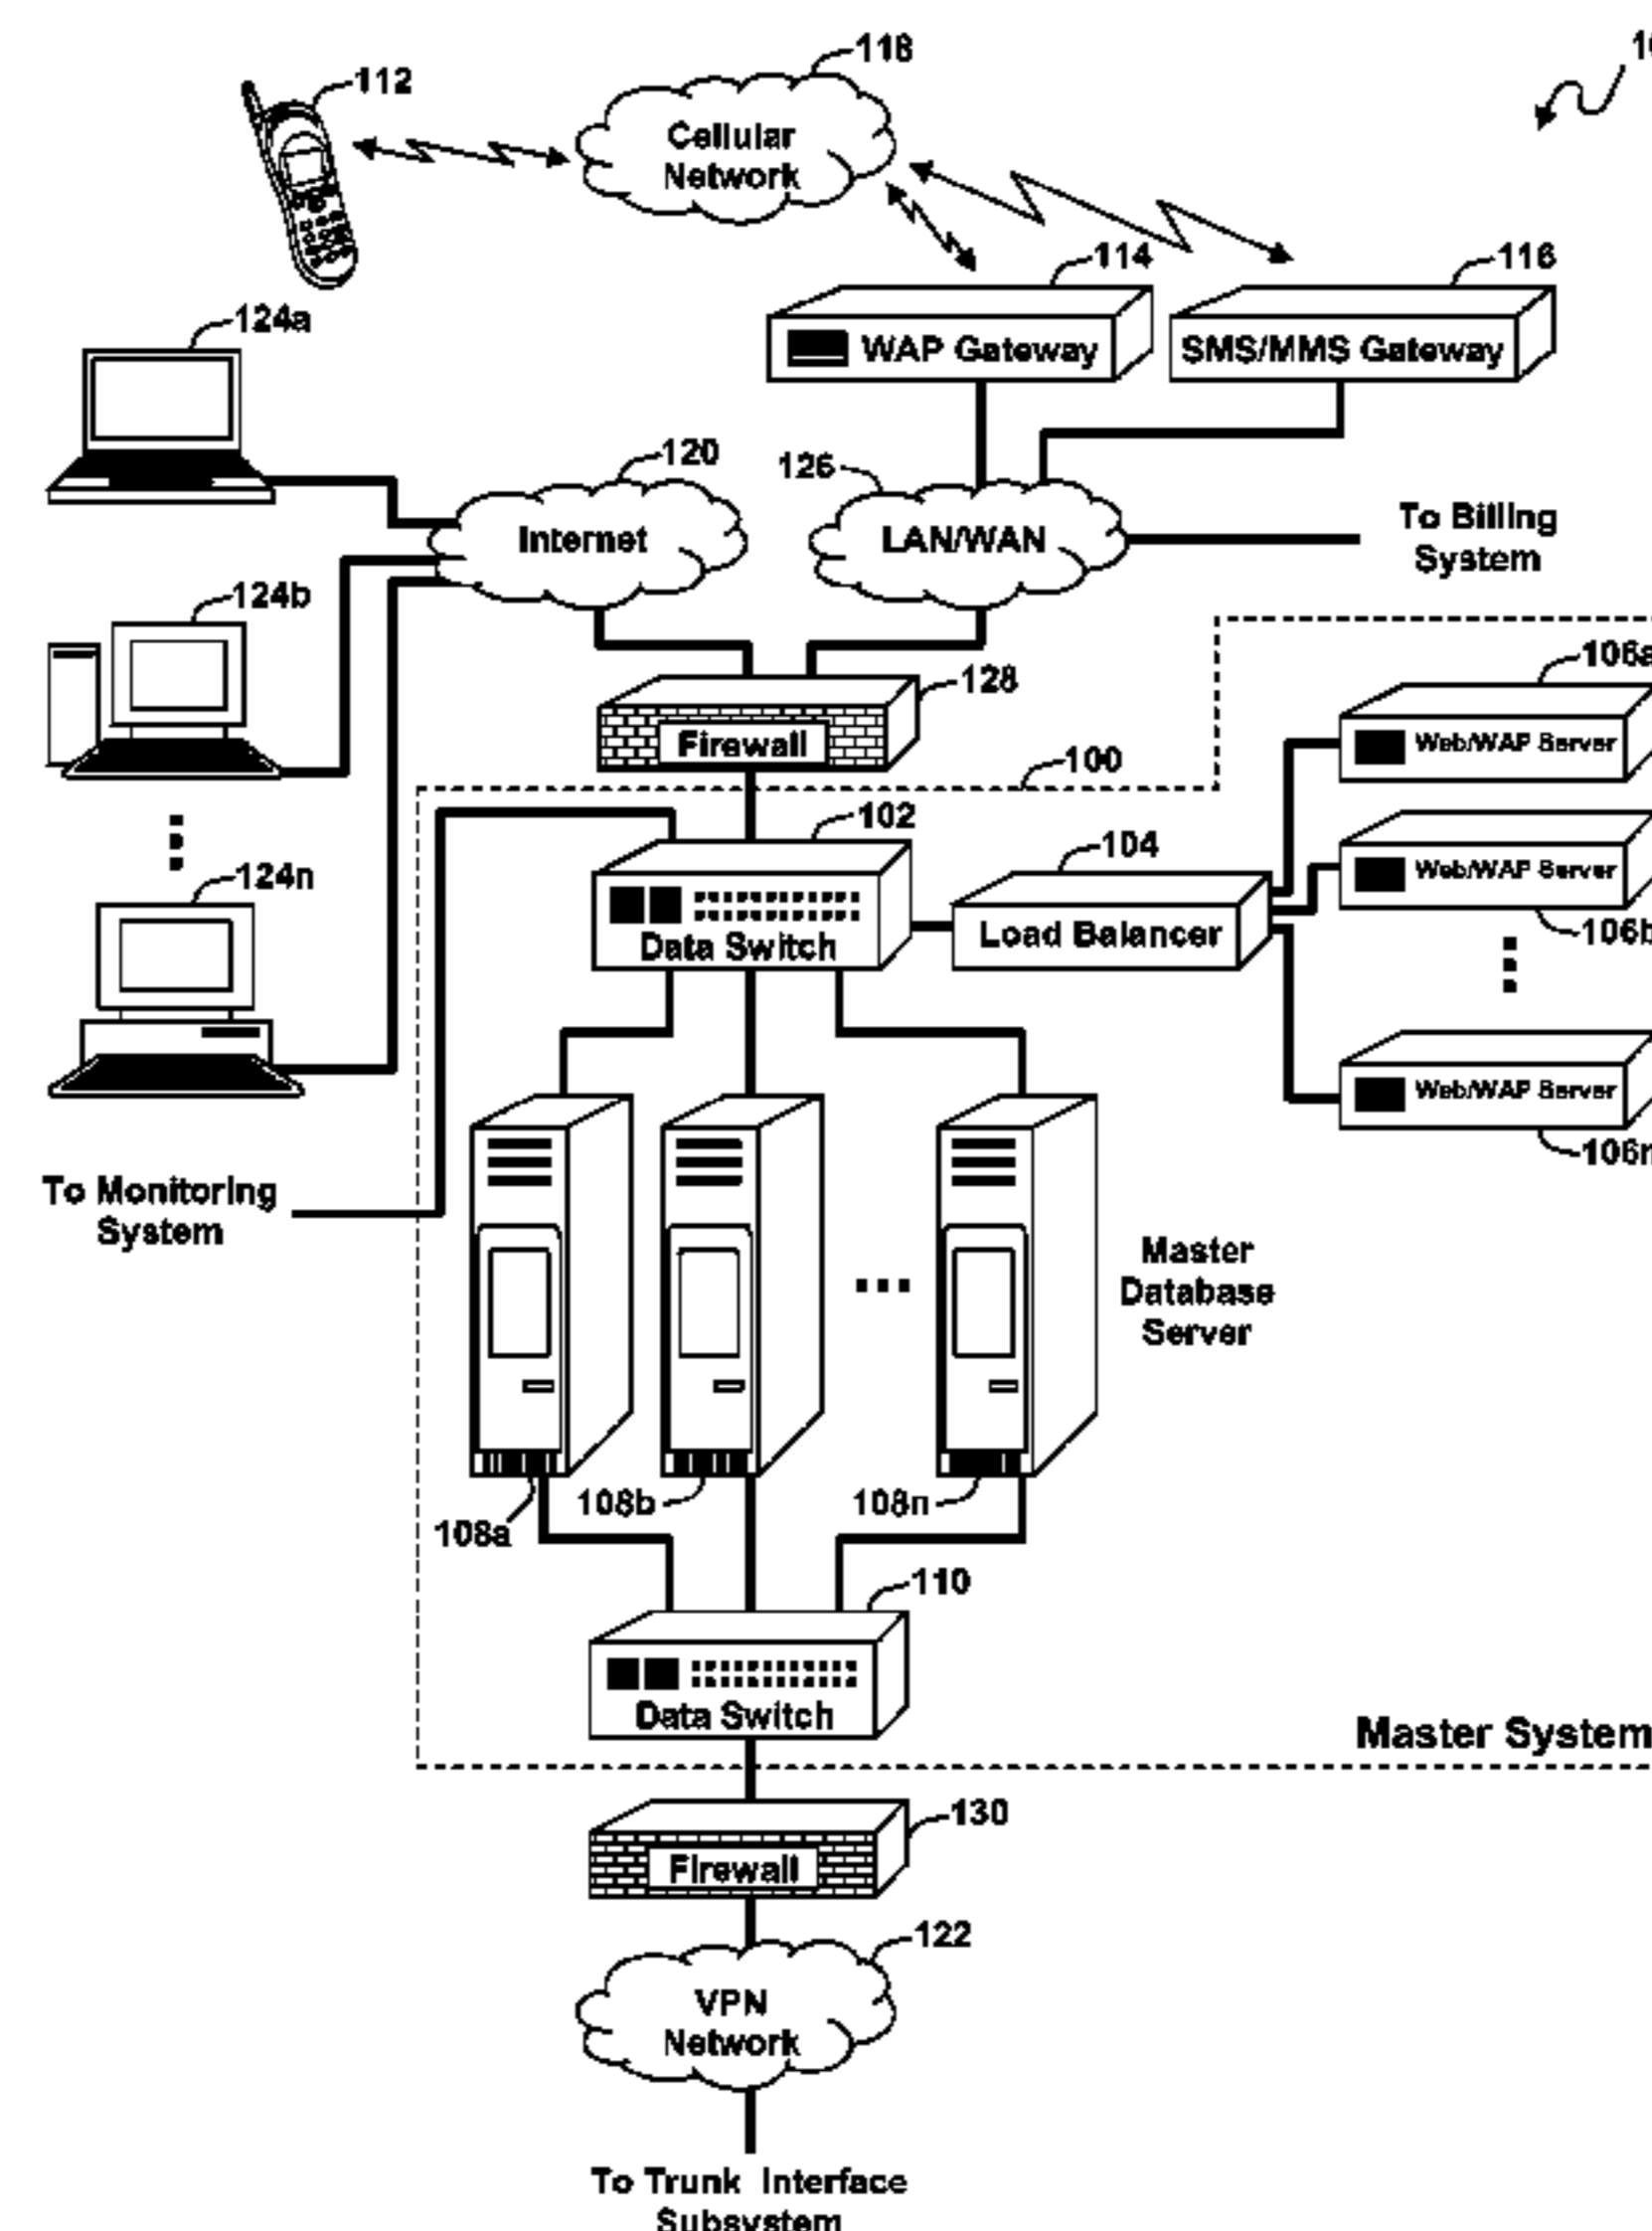 118
112
Cellular
Network
114
116
WAP Gateway
SMS/MMS Gateway
124a
120
126
Internet
LAN/WAN
To Billing
System
124b
128
106a
Firewall
Web/WAP Server
100
102
104
Web/WAP Server
124n
Data Switch
Load Balancer
106b
Web/WAP Server
106n
To Monitoring
System
Master
Database
Server
108a
108b
108n
110
Data Switch
Master System
130
Firewall
122
VPN
Network
To Trunk Interface
Subsystem